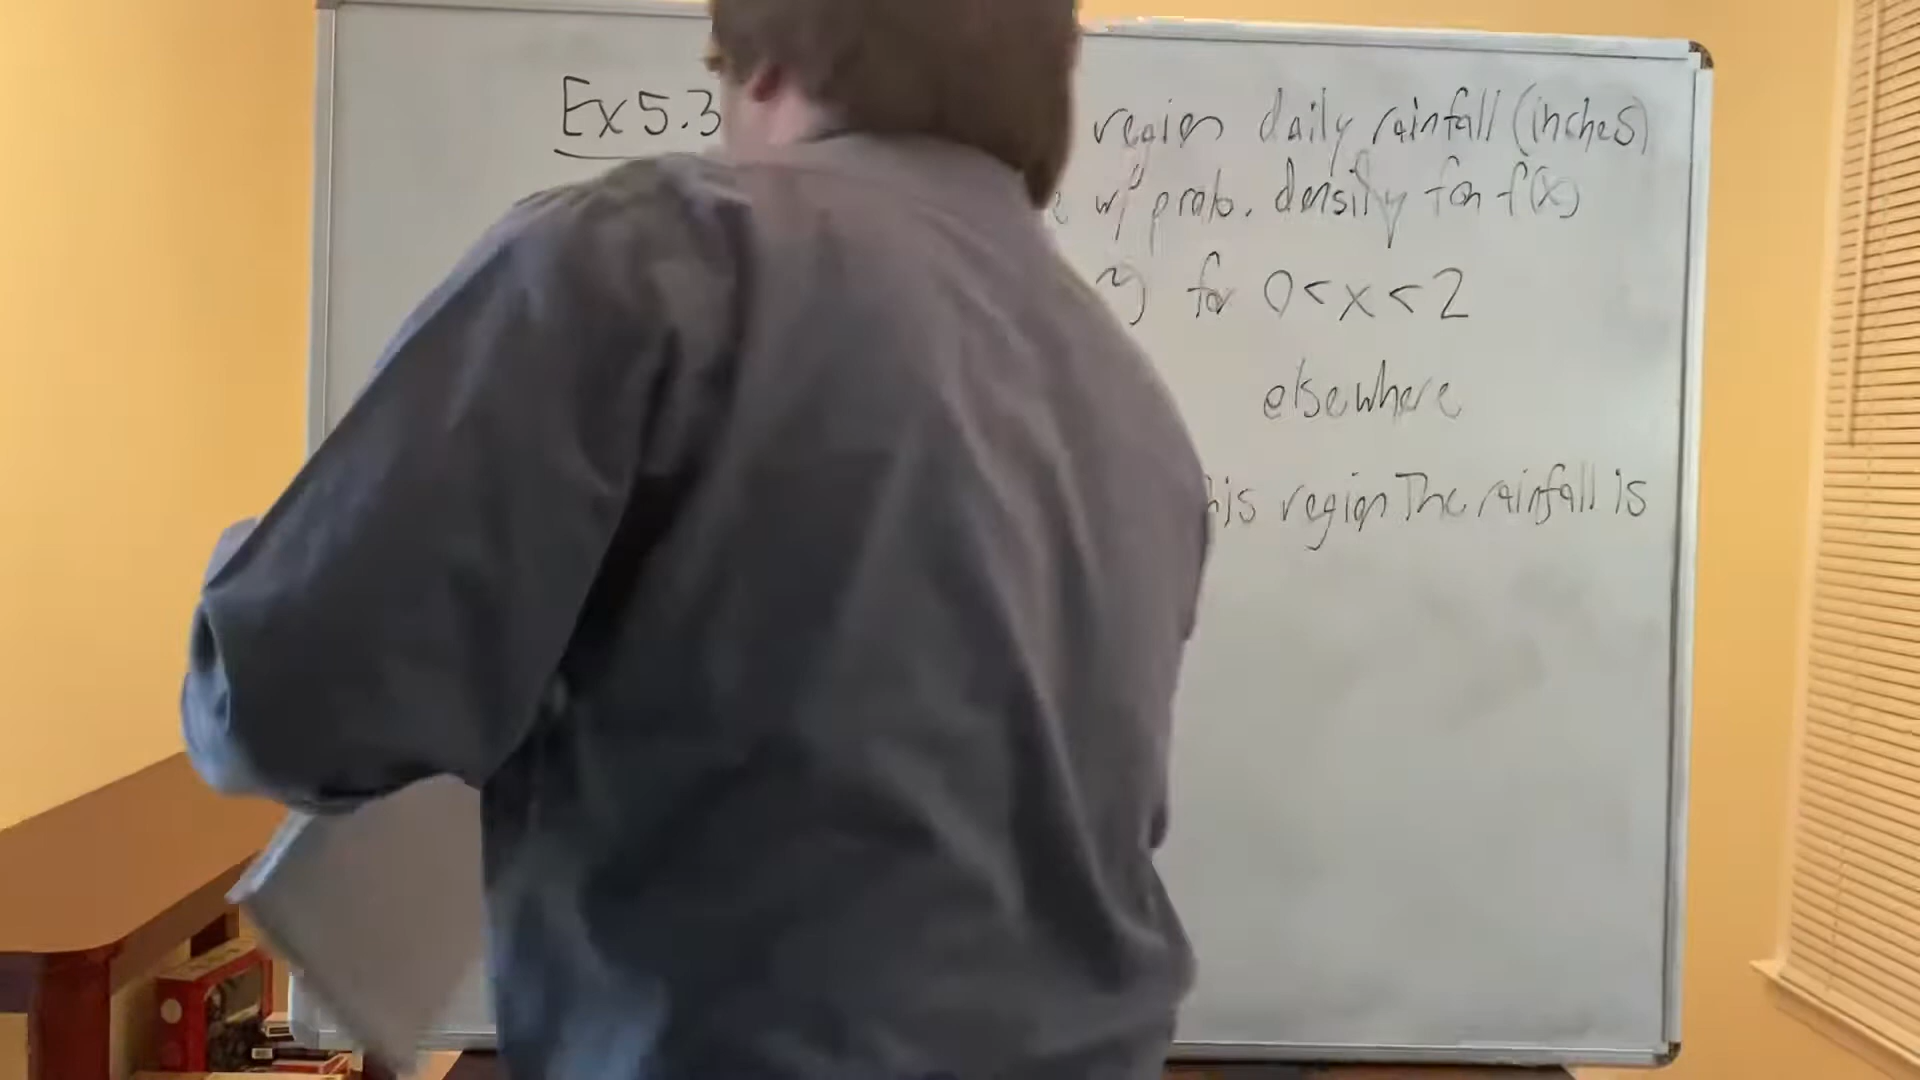 Ex 5.3 region daily rainfall (inches)
w/ prob. density fcn f(x)
) for 0 < x < 2
elsewhere
his region The rainfall is